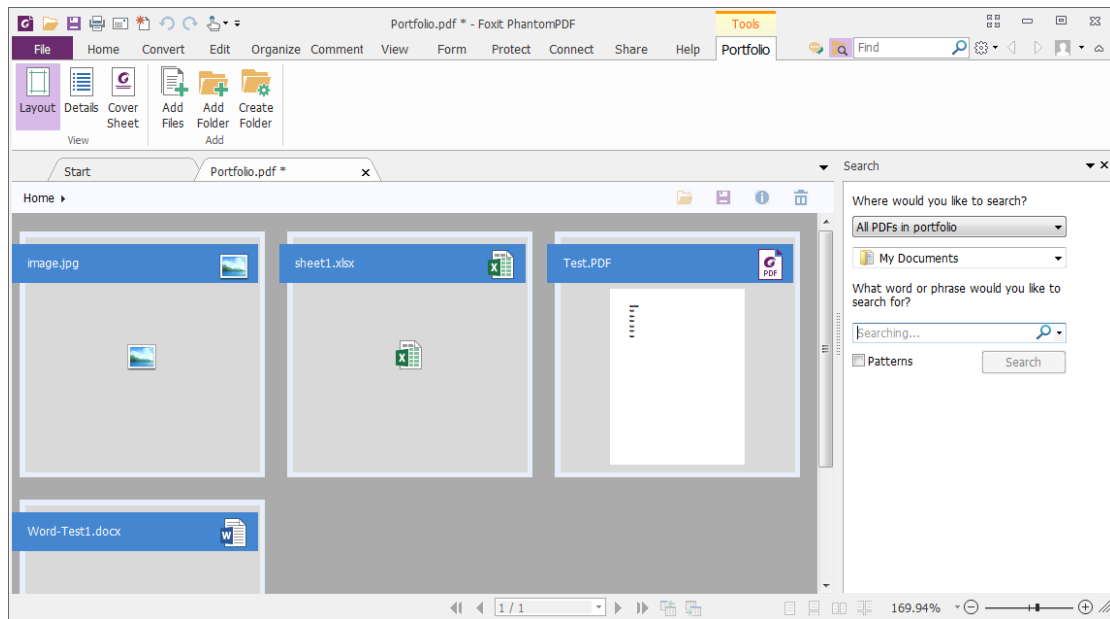 Portfolio.pdf * - Foxit PhantomPDF
Tools
File Home Convert Edit Organize Comment View Form Protect Connect Share Help Portfolio Find
Layout Details Cover Sheet Add Files Add Folder Create Folder
View Add
Start Portfolio.pdf * x
Search
Home
Where would you like to search?
All PDFs in portfolio
My Documents
What word or phrase would you like to
search for?
Searching...
Patterns Search
image.jpg sheet1.xlsx Test.PDF PDF
Word-Test1.docx
1 / 1 169.94%